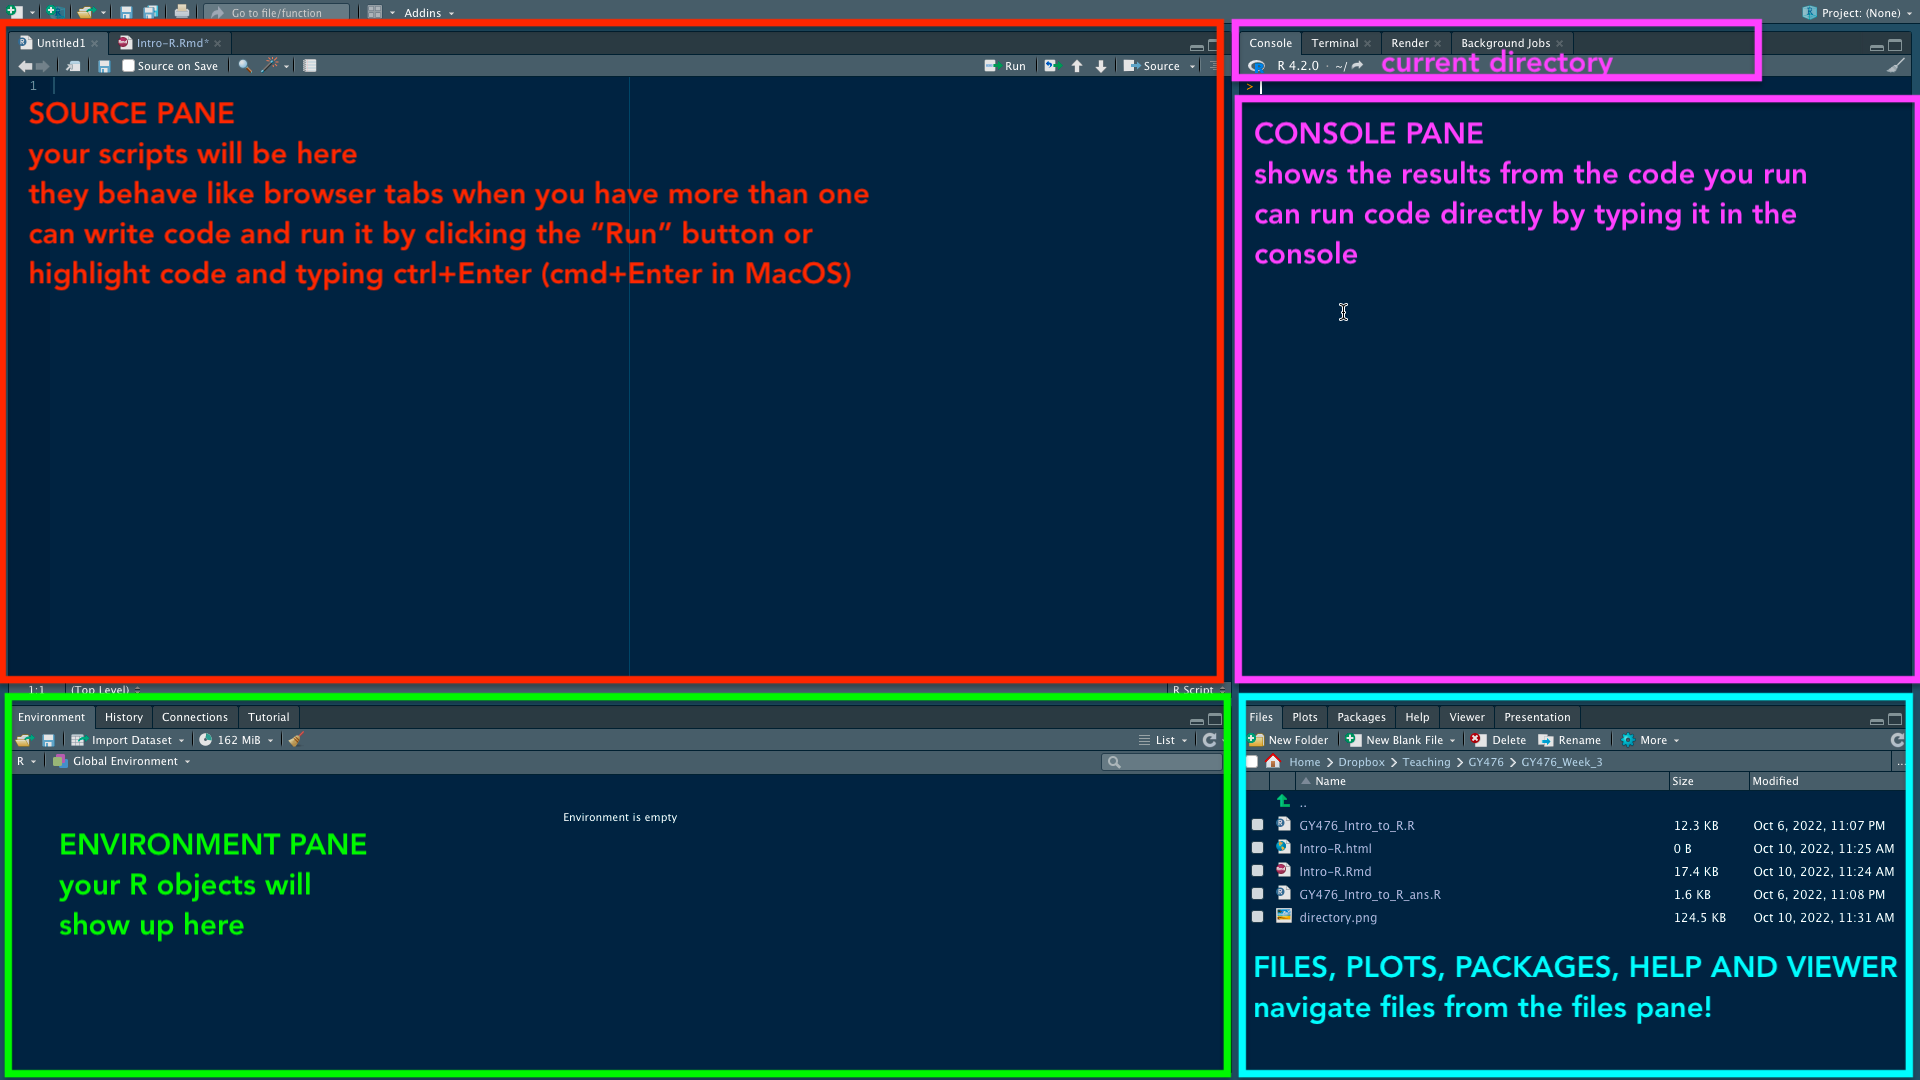 Go to file/function
Addins
Project: (None)
Untitled1
Intro-R.Rmd*
Source on Save
Run
Source
1
SOURCE PANE
your scripts will be here
they behave like browser tabs when you have more than one
can write code and run it by clicking the “Run” button or
highlight code and typing ctrl+Enter (cmd+Enter in MacOS)
1:1 (Top Level) R Script
Console Terminal Render Background Jobs
R 4.2.0 · ~/ current directory
>
CONSOLE PANE
shows the results from the code you run
can run code directly by typing it in the
console
Environment History Connections Tutorial
Import Dataset 162 MiB List
R Global Environment
Environment is empty
ENVIRONMENT PANE
your R objects will
show up here
Files Plots Packages Help Viewer Presentation
New Folder New Blank File Delete Rename More
Home Dropbox Teaching GY476 GY476_Week_3 ...
Name Size Modified
..
GY476_Intro_to_R.R 12.3 KB Oct 6, 2022, 11:07 PM
Intro-R.html 0 B Oct 10, 2022, 11:25 AM
Intro-R.Rmd 17.4 KB Oct 10, 2022, 11:24 AM
GY476_Intro_to_R_ans.R 1.6 KB Oct 6, 2022, 11:08 PM
directory.png 124.5 KB Oct 10, 2022, 11:31 AM
FILES, PLOTS, PACKAGES, HELP AND VIEWER
navigate files from the files pane!